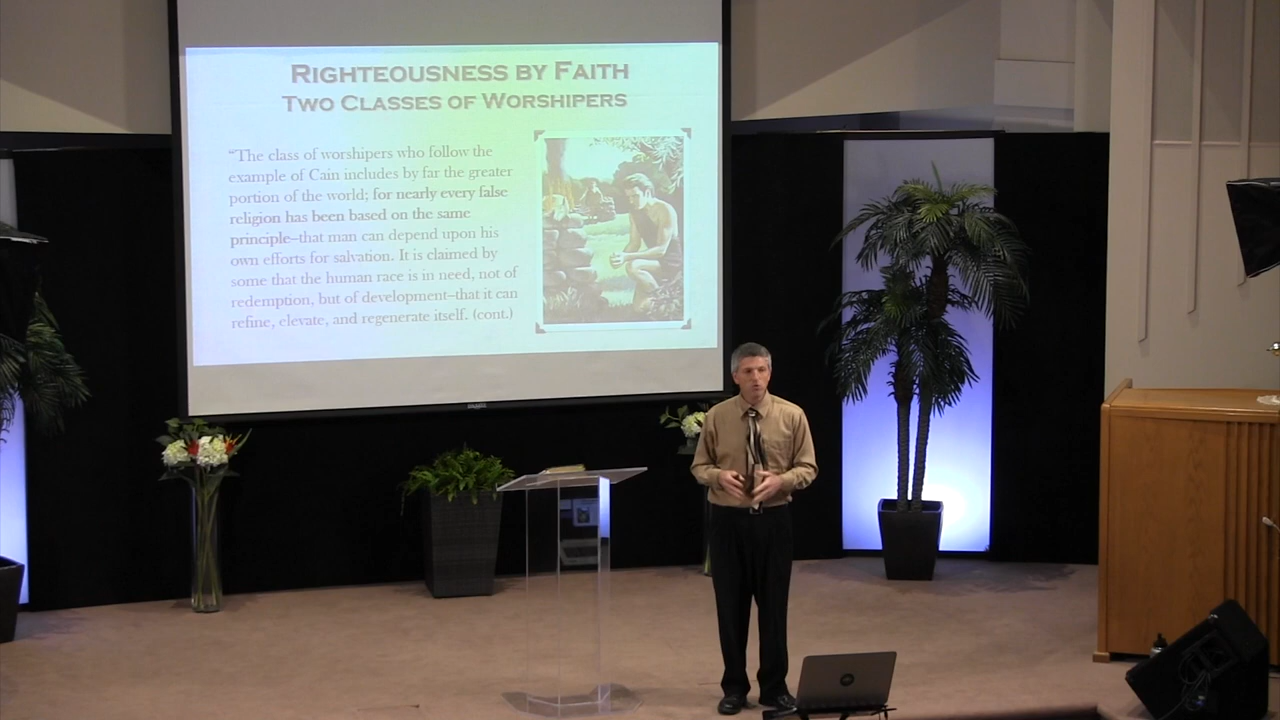 RIGHTEOUSNESS BY FAITH
TWO CLASSES OF WORSHIPERS
“The class of worshipers who follow the
example of Cain includes by far the greater
portion of the world; for nearly every false
religion has been based on the same
principle–that man can depend upon his
own efforts for salvation. It is claimed by
some that the human race is in need, not of
redemption, but of development–that it can
refine, elevate, and regenerate itself. (cont.)